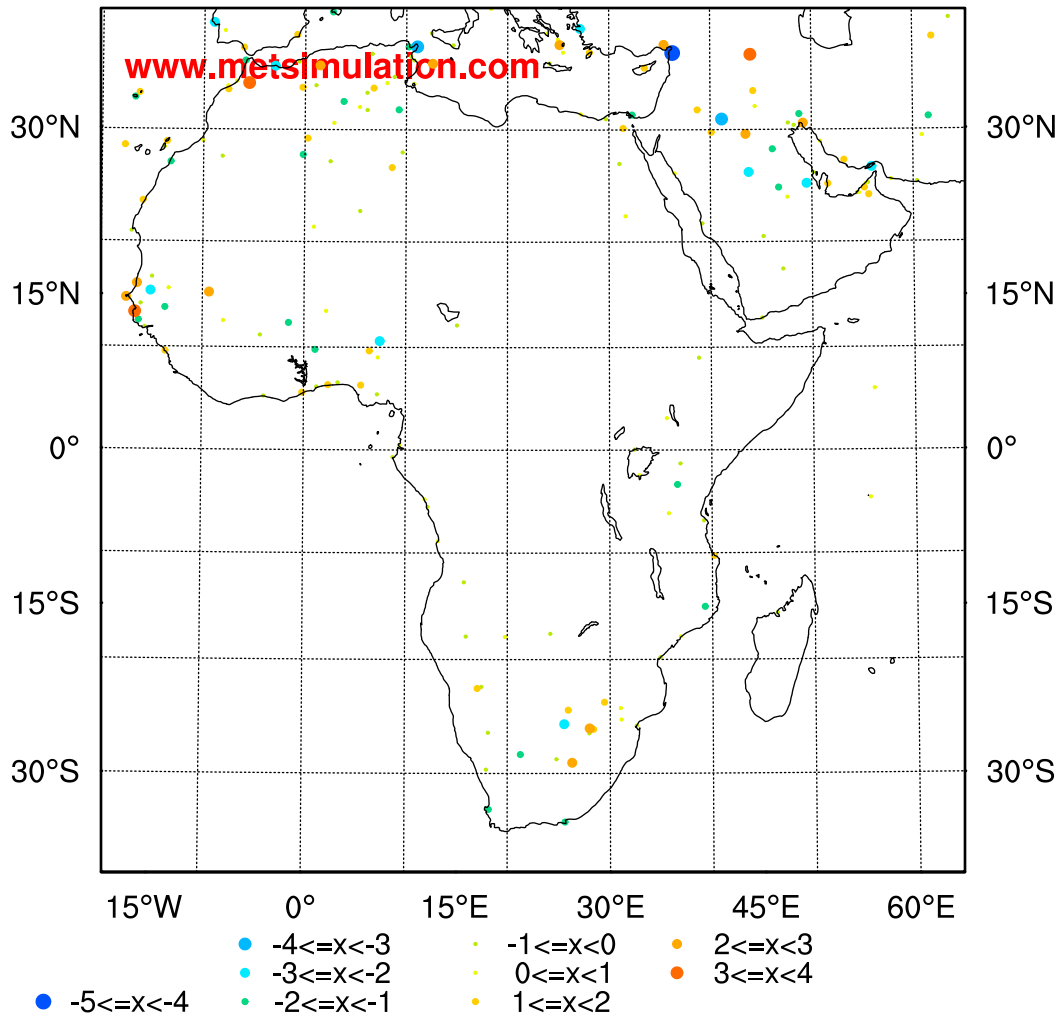 www.metsimulation.com
30°N 30°N
15°N 15°N
0° 0°
15°S 15°S
30°S 30°S
15°W 0° 15°E 30°E 45°E 60°E
-4<=x<-3 -1<=x<0 2<=x<3
-3<=x<-2 0<=x<1 3<=x<4
-5<=x<-4 -2<=x<-1 1<=x<2